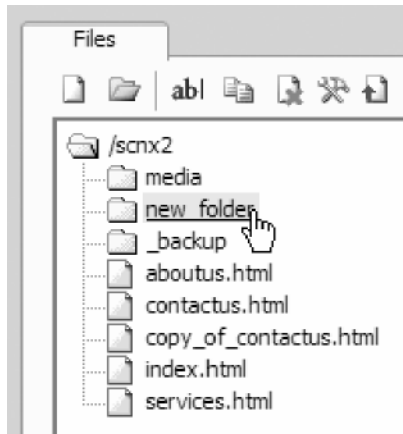 Files
abl
/scnx2
media
new_folder
_backup
aboutus.html
contactus.html
copy_of_contactus.html
index.html
services.html